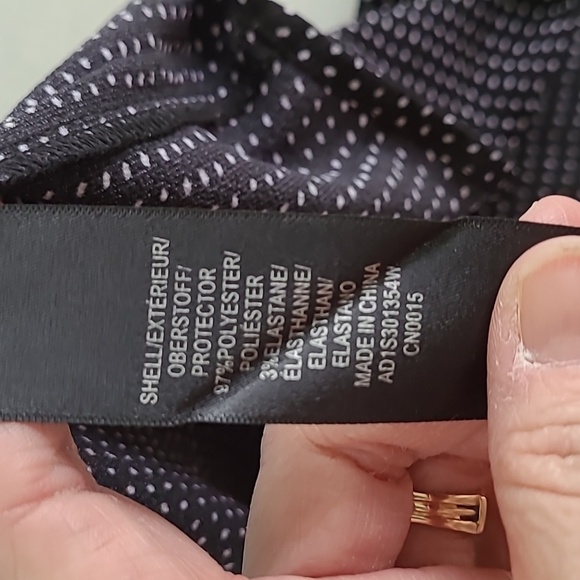 SHELL/EXTÉRIEUR/
OBERSTOFF/
PROTECTOR
97%POLYESTER/
POLIÉSTER
3%ELASTANE/
ÉLASTHANNE/
ELASTHAN/
ELASTANO
MADE IN CHINA
AD1S301354W
CN0015